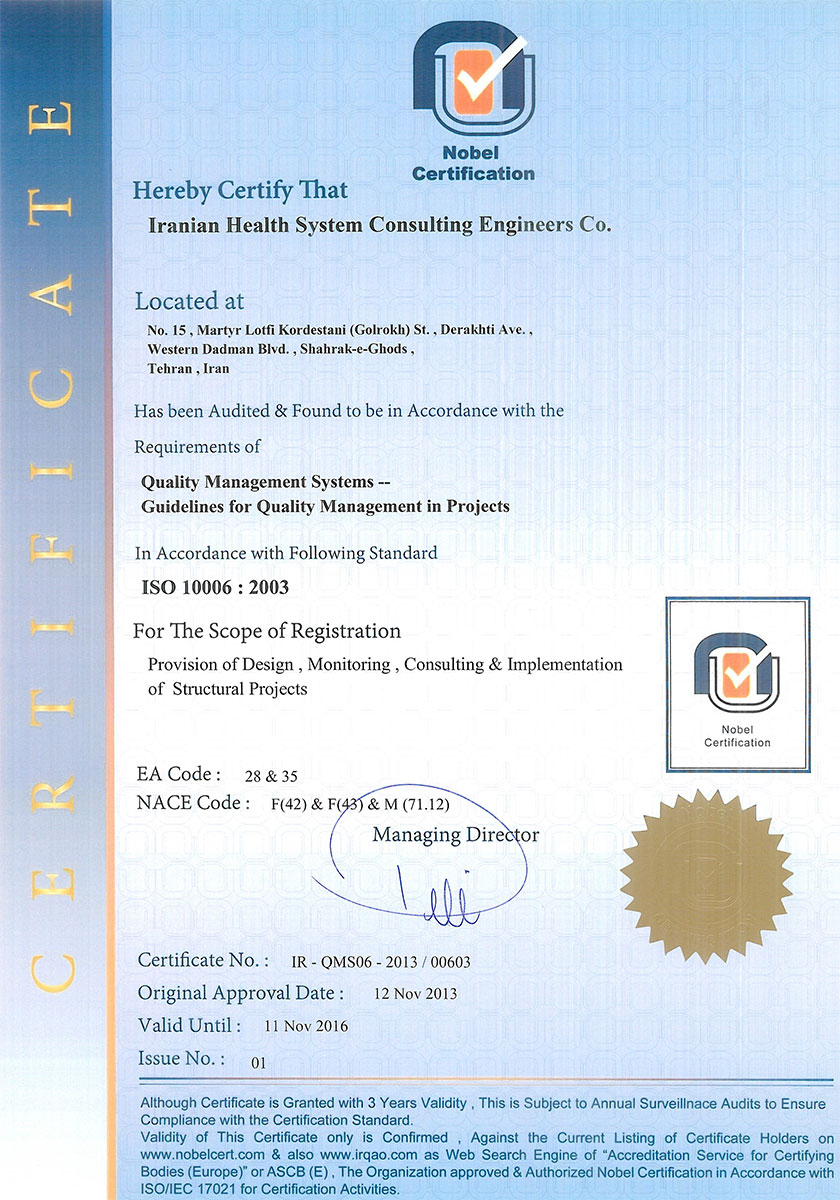 CERTIFICATE
Nobel
Certification
Hereby Certify That
Iranian Health System Consulting Engineers Co.
Located at
No. 15 , Martyr Lotfi Kordestani (Golrokh) St. , Derakhti Ave. ,
Western Dadman Blvd. , Shahrak-e-Ghods ,
Tehran , Iran
Has been Audited & Found to be in Accordance with the
Requirements of
Quality Management Systems --
Guidelines for Quality Management in Projects
In Accordance with Following Standard
ISO 10006 : 2003
For The Scope of Registration
Provision of Design , Monitoring , Consulting & Implementation
of Structural Projects
Nobel
Certification
EA Code : 28 & 35
NACE Code : F(42) & F(43) & M (71.12)
Managing Director
Certificate No. : IR - QMS06 - 2013 / 00603
Original Approval Date : 12 Nov 2013
Valid Until : 11 Nov 2016
Issue No. : 01
Although Certificate is Granted with 3 Years Validity , This is Subject to Annual Surveillnace Audits to Ensure
Compliance with the Certification Standard.
Validity of This Certificate only is Confirmed , Against the Current Listing of Certificate Holders on
www.nobelcert.com & also www.irqao.com as Web Search Engine of "Accreditation Service for Certifying
Bodies (Europe)" or ASCB (E) , The Organization approved & Authorized Nobel Certification in Accordance with
ISO/IEC 17021 for Certification Activities.